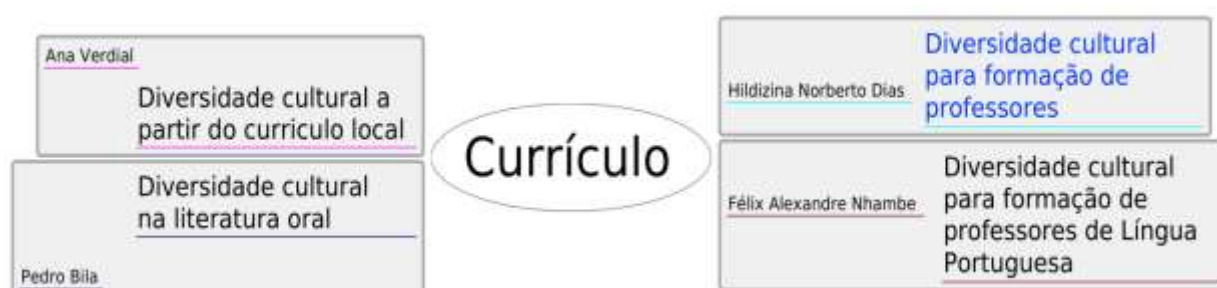 Ana Verdial
Diversidade cultural a
partir do curriculo local
Diversidade cultural
na literatura oral
Pedro Bila
Currículo
Hildizina Norberto Dias
Diversidade cultural
para formação de
professores
Félix Alexandre Nhambe
Diversidade cultural
para formação de
professores de Língua
Portuguesa